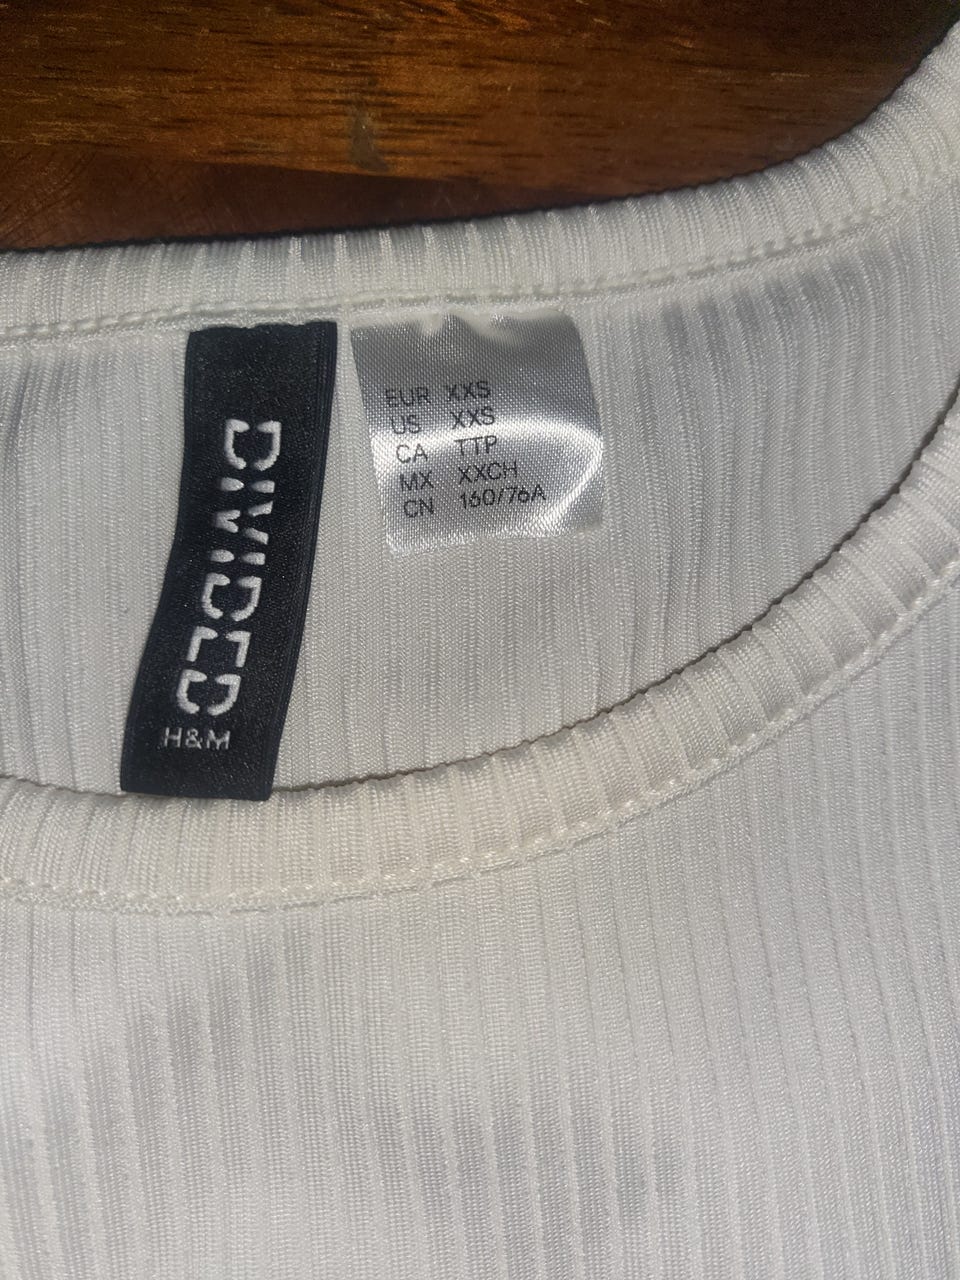 DIVIDED
H&M
EUR XXS
US XXS
CA TTP
MX XXCH
CN 160/76A